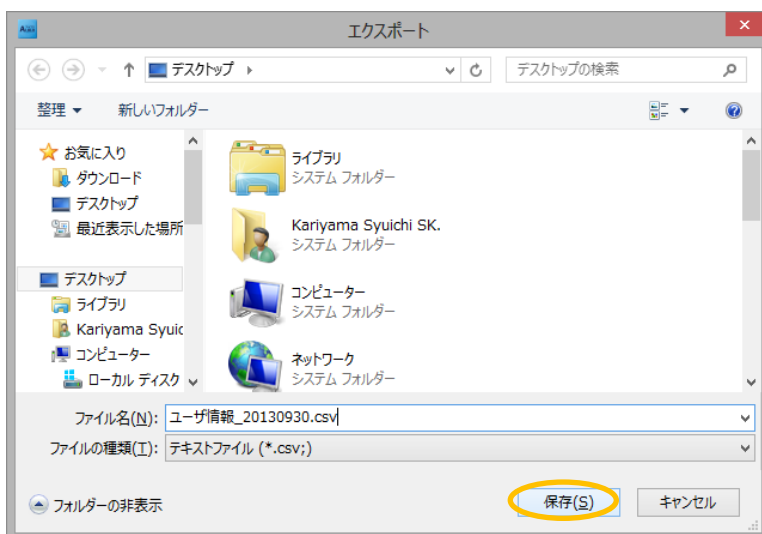 エクスポート
デスクトップ
デスクトップの検索
整理
新しいフォルダー
お気に入り
ダウンロード
デスクトップ
最近表示した場所
デスクトップ
ライブラリ
Kariyama Syuic
コンピューター
ローカル ディスク
ライブラリ
システム フォルダー
Kariyama Syuichi SK.
システム フォルダー
コンピューター
システム フォルダー
ネットワーク
システム フォルダー
ファイル名(N): ユーザ情報_20130930.csv
ファイルの種類(T): テキストファイル (*.csv;)
フォルダーの非表示
保存(S)
キャンセル